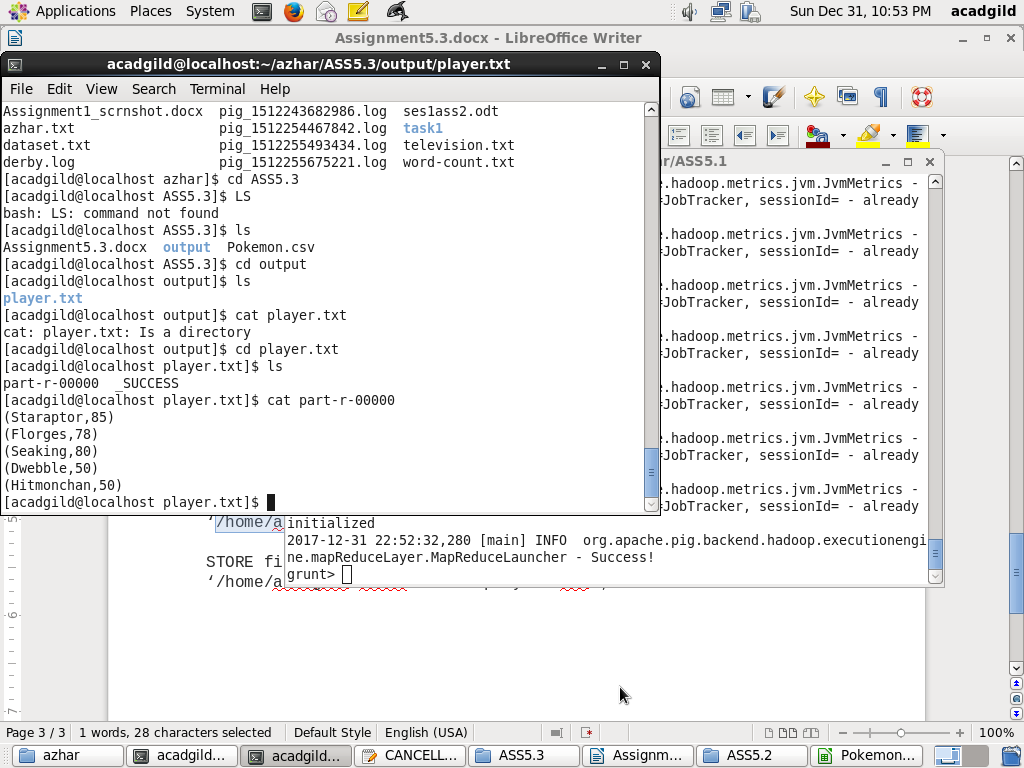 Applications Places System Sun Dec 31, 10:53 PM acadgild
Assignment5.3.docx - LibreOffice Writer
acadgild@localhost:~/azhar/ASS5.3/output/player.txt
File Edit View Search Terminal Help
Assignment1_scrnshot.docx pig_1512243682986.log ses1ass2.odt
azhar.txt pig_1512254467842.log task1
dataset.txt pig_1512255493434.log television.txt
derby.log pig_1512255675221.log word-count.txt
[acadgild@localhost azhar]$ cd ASS5.3
[acadgild@localhost ASS5.3]$ LS
bash: LS: command not found
[acadgild@localhost ASS5.3]$ ls
Assignment5.3.docx output Pokemon.csv
[acadgild@localhost ASS5.3]$ cd output
[acadgild@localhost output]$ ls
player.txt
[acadgild@localhost output]$ cat player.txt
cat: player.txt: Is a directory
[acadgild@localhost output]$ cd player.txt
[acadgild@localhost player.txt]$ ls
part-r-00000 _SUCCESS
[acadgild@localhost player.txt]$ cat part-r-00000
(Staraptor,85)
(Florges,78)
(Seaking,80)
(Dwebble,50)
(Hitmonchan,50)
[acadgild@localhost player.txt]$
r/ASS5.1
e.hadoop.metrics.jvm.JvmMetrics -
=JobTracker, sessionId= - already
e.hadoop.metrics.jvm.JvmMetrics -
=JobTracker, sessionId= - already
e.hadoop.metrics.jvm.JvmMetrics -
=JobTracker, sessionId= - already
e.hadoop.metrics.jvm.JvmMetrics -
=JobTracker, sessionId= - already
e.hadoop.metrics.jvm.JvmMetrics -
=JobTracker, sessionId= - already
e.hadoop.metrics.jvm.JvmMetrics -
=JobTracker, sessionId= - already
e.hadoop.metrics.jvm.JvmMetrics -
=JobTracker, sessionId= - already
initialized
2017-12-31 22:52:32,280 [main] INFO org.apache.pig.backend.hadoop.executionengi
ne.mapReduceLayer.MapReduceLauncher - Success!
grunt>
‘/home/a
STORE fi
‘/home/a
5
6
7
Page 3 / 3 1 words, 28 characters selected Default Style English (USA) 100%
azhar acadgild... acadgild... CANCELL... ASS5.3 Assignm... ASS5.2 Pokemon...